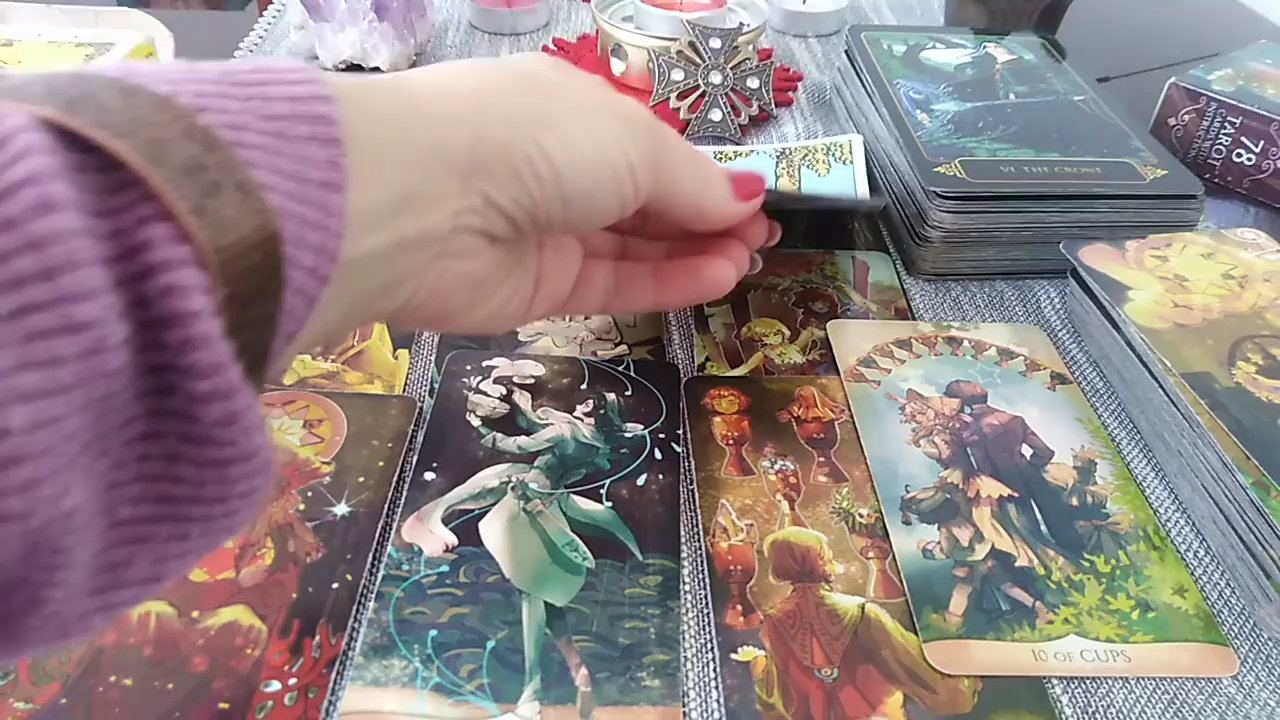 VI THE CRONE
78
TAROT
CARDS WITH
INSTRUCTIONS
10 OF CUPS